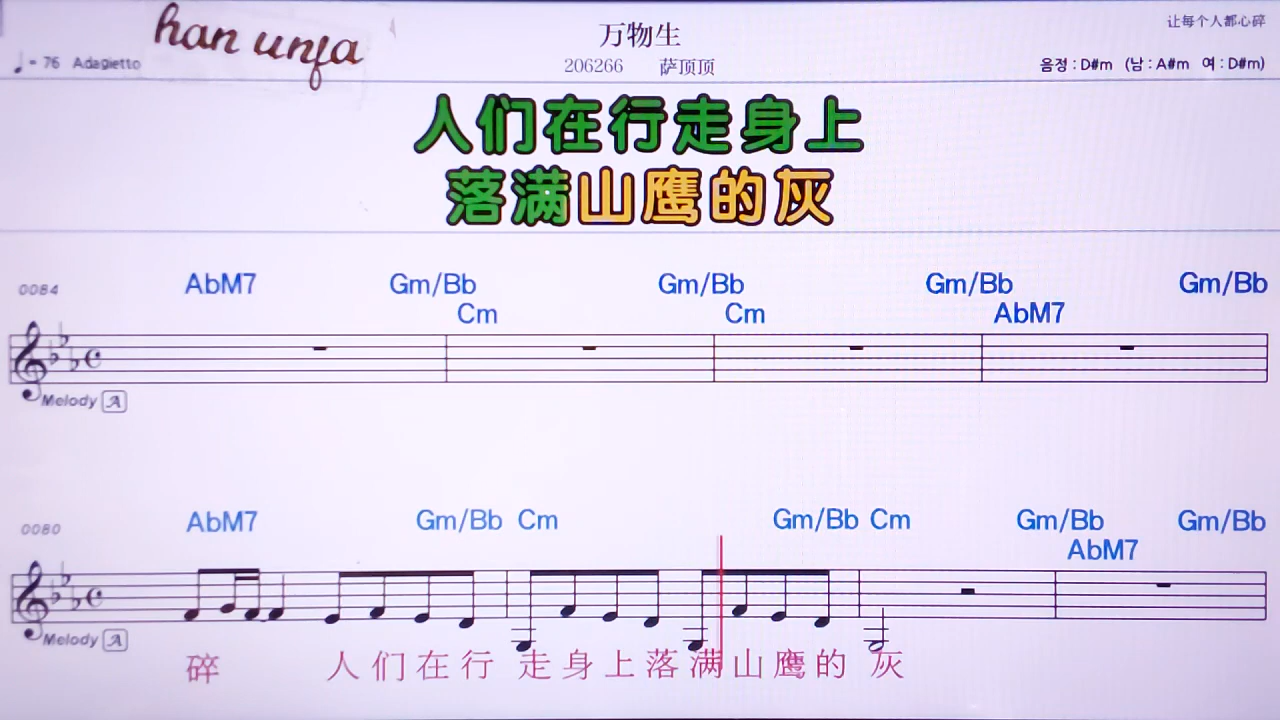 han unfa
万物生
让每个人都心碎
= 76 Adagietto
206266 萨顶顶
음정 : D#m (남 : A#m 여 : D#m)
人们在行走身上
落满山鹰的灰
0084
AbM7 Gm/Bb Gm/Bb Gm/Bb Gm/Bb
Cm Cm AbM7
Melody A
0080
AbM7 Gm/Bb Cm Gm/Bb Cm Gm/Bb Gm/Bb
AbM7
Melody A
碎 人们在行走身上落满山鹰的灰